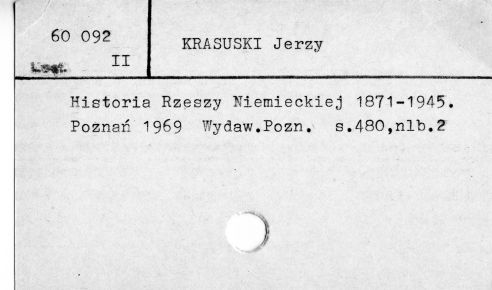 60 092
II
KRASUSKI Jerzy
Historia Rzeszy Niemieckiej 1871-1945.
Poznań 1969 Wydaw.Pozn. s.480,nlb.2